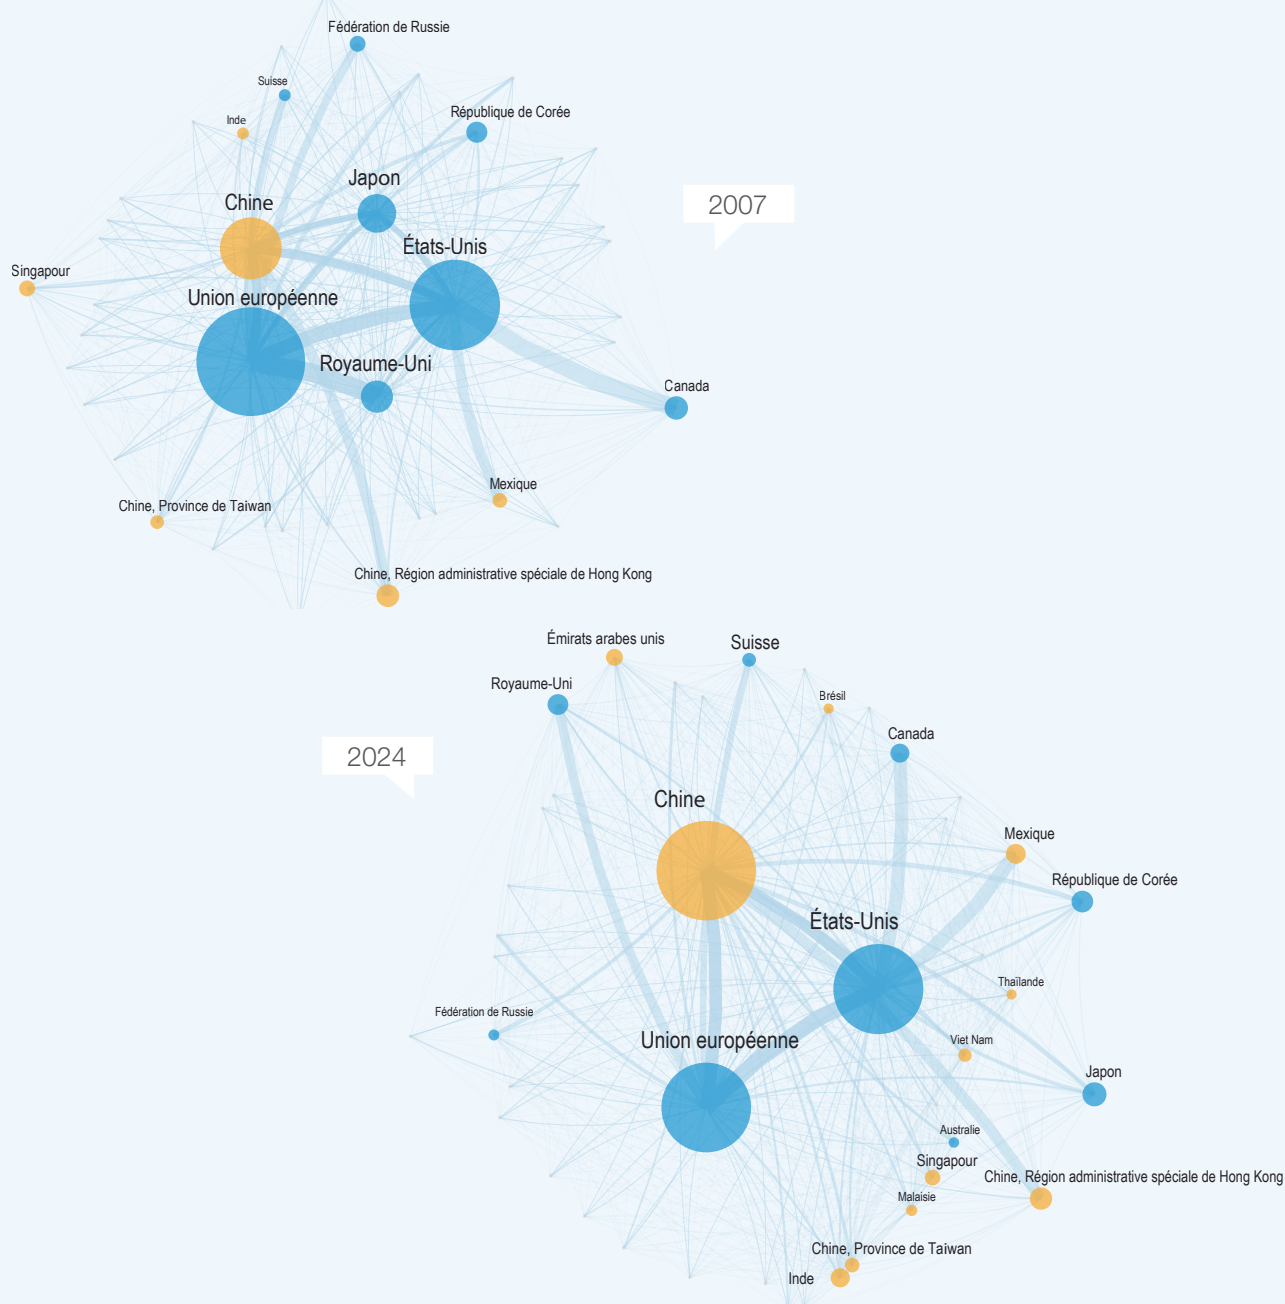 Fédération de Russie
Suisse
République de Corée
Inde
Japon
Chine
2007
États-Unis
Singapour
Union européenne
Royaume-Uni
Canada
Mexique
Chine, Province de Taiwan
Chine, Région administrative spéciale de Hong Kong
Émirats arabes unis
Suisse
Royaume-Uni
Brésil
Canada
2024
Chine
Mexique
République de Corée
États-Unis
Thaïlande
Fédération de Russie
Union européenne
Viet Nam
Japon
Australie
Singapour
Chine, Région administrative spéciale de Hong Kong
Malaisie
Chine, Province de Taiwan
Inde